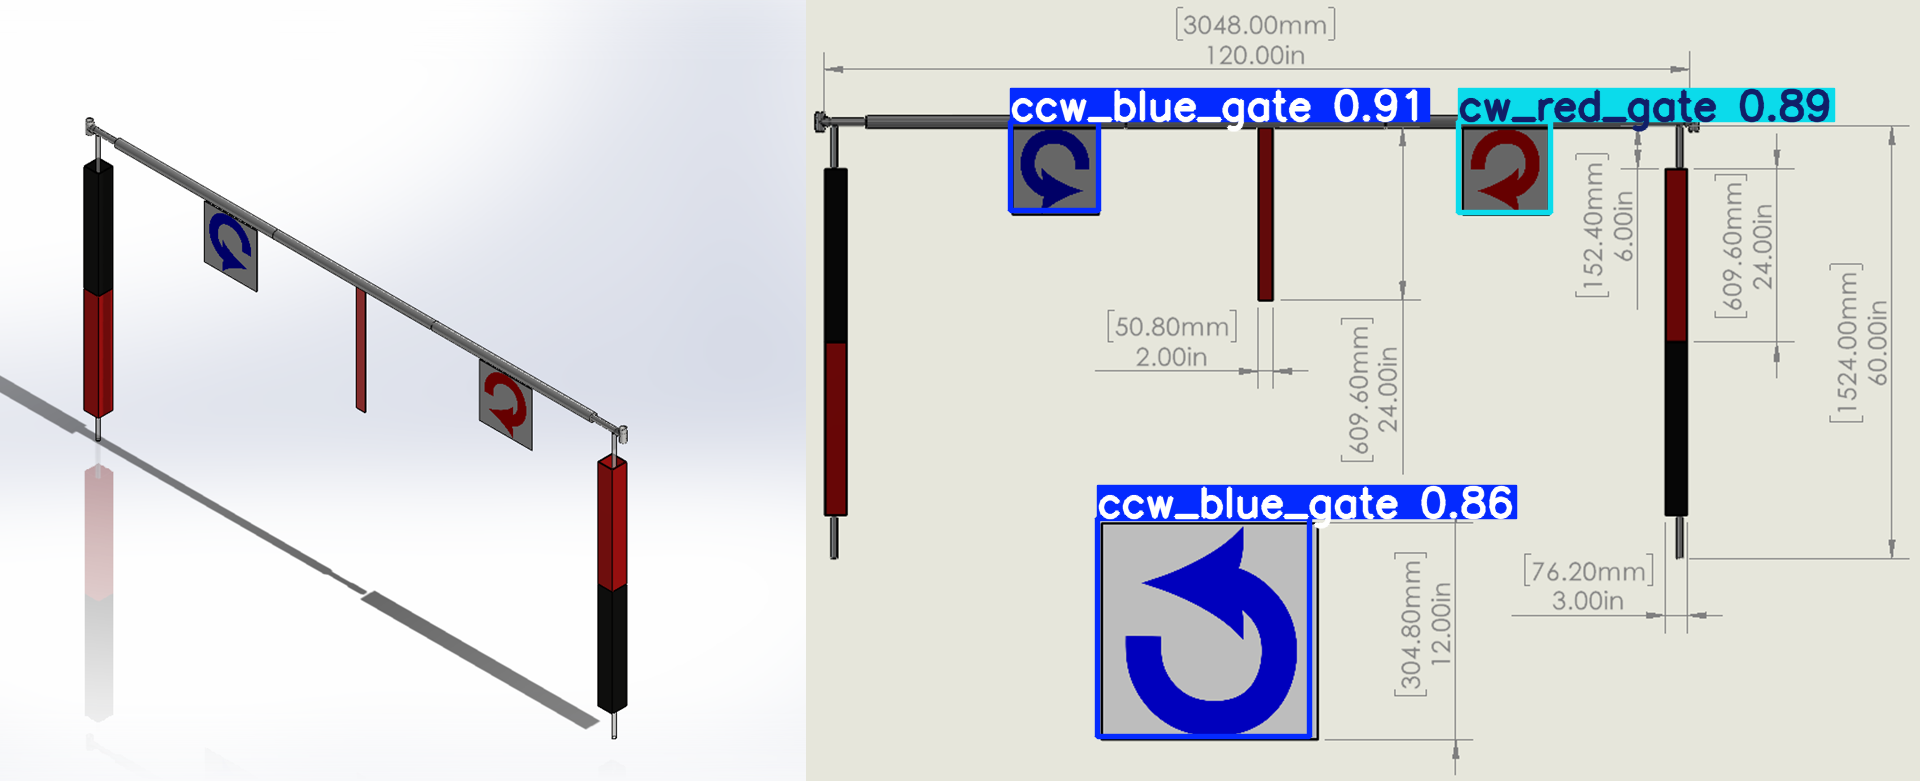 [3048.00mm]
120.00in
ccw_blue_gate 0.91
cw_red_gate 0.89
[152.40mm]
6.00in
[609.60mm]
24.00in
[1524.00mm]
60.00in
[50.80mm]
2.00in
[609.60mm]
24.00in
ccw_blue_gate 0.86
[304.80mm]
12.00in
[76.20mm]
3.00in